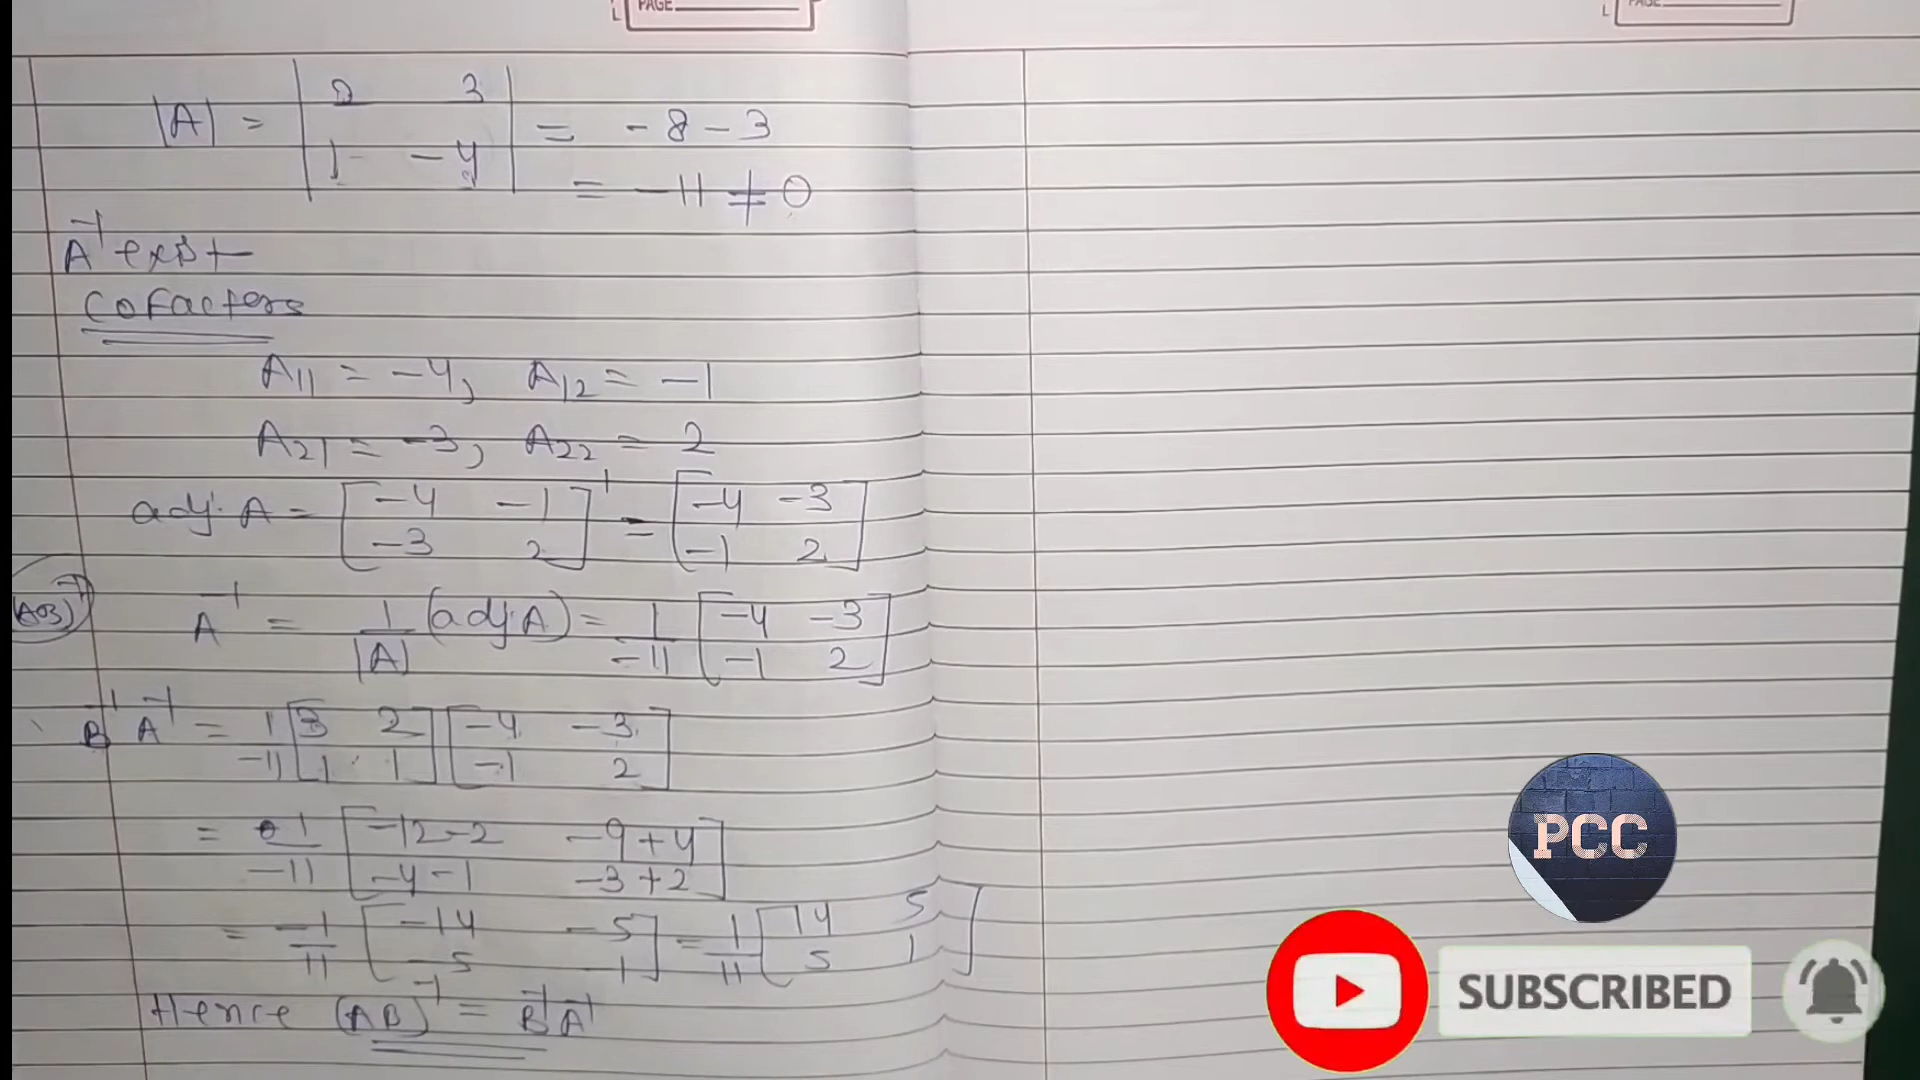 PAGE
PAGE
|A| = | 2 3 | = -8-3
| 1 -4 | = -11 ≠ 0
A⁻¹ exist
Cofactors
A₁₁ = -4, A₁₂ = -1
A₂₁ = -3, A₂₂ = 2
adj. A = [-4 -1]' = [-4 -3]
[-3 2] [-1 2]
(AB)⁻¹
A⁻¹ = 1/|A| (adj. A) = 1/-11 [-4 -3]
[-1 2]
B⁻¹ A⁻¹ = 1/-11 [3 2] [-4 -3]
[1 1] [-1 2]
= 1/-11 [-12-2 -9+4]
[-4-1 -3+2]
= -1/11 [-14 -5] = 1/11 [14 5]
[-5 -1] [5 1]
Hence (AB)⁻¹ = B⁻¹A⁻¹
PCC
SUBSCRIBED